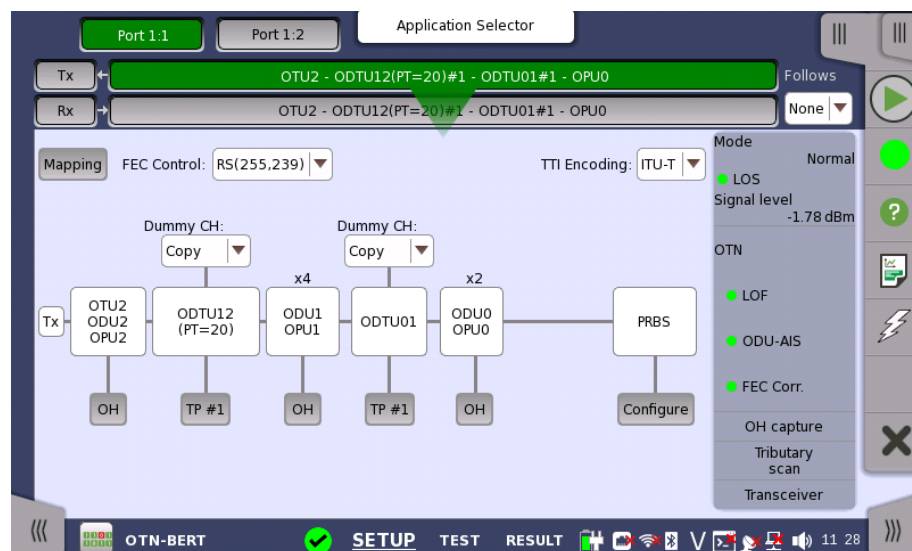 Application Selector
Port 1:1
Port 1:2
Tx
OTU2 - ODTU12(PT=20)#1 - ODTU01#1 - OPU0
Follows
Rx
OTU2 - ODTU12(PT=20)#1 - ODTU01#1 - OPU0
None
Mapping
FEC Control:
RS(255,239)
TTI Encoding:
ITU-T
Mode
Normal
LOS
Signal level
-1.78 dBm
OTN
LOF
ODU-AIS
FEC Corr.
OH capture
Tributary
scan
Transceiver
Dummy CH:
Copy
Dummy CH:
Copy
x4
x2
Tx
OTU2
ODU2
OPU2
ODTU12
(PT=20)
ODU1
OPU1
ODTU01
ODU0
OPU0
PRBS
OH
TP #1
OH
TP #1
OH
Configure
OTN-BERT
SETUP
TEST
RESULT
V
11 28